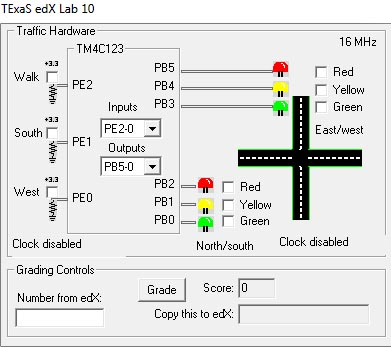 TExaS edX Lab 10
Traffic Hardware
TM4C123
16 MHz
+3.3
Walk
PE2
PB5
PB4
PB3
Red
Yellow
Green
Inputs
PE2-0
+3.3
South
PE1
Outputs
PB5-0
East/west
+3.3
West
PE0
PB2
PB1
PB0
Red
Yellow
Green
Clock disabled
North/south
Clock disabled
Grading Controls
Number from edX:
Grade
Score:
0
Copy this to edX: